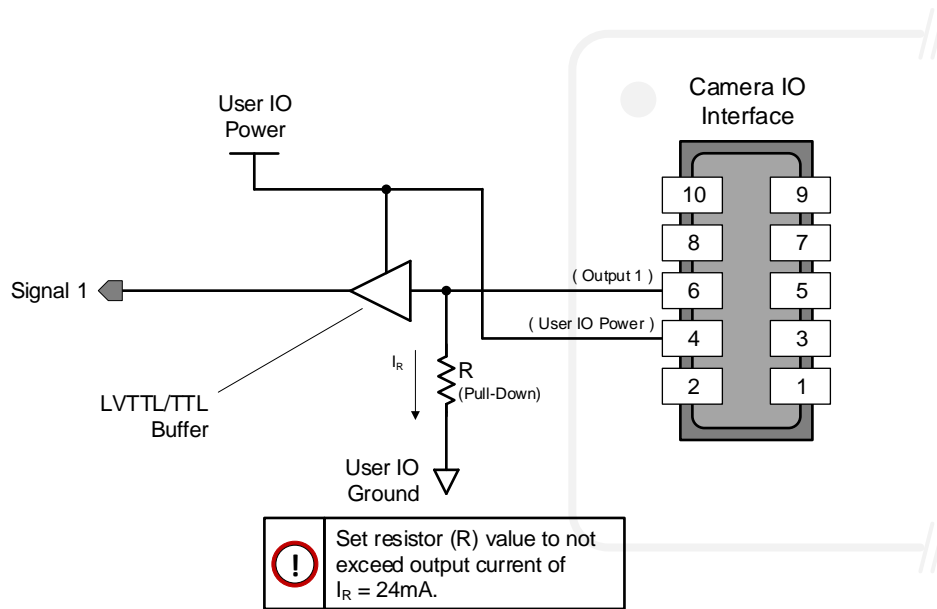 Camera IO
Interface
User IO
Power
10 9
8 7
( Output 1 )
6 5
Signal 1
( User IO Power )
4 3
I_R
R
(Pull-Down)
2 1
LVTTL/TTL
Buffer
User IO
Ground
! Set resistor (R) value to not
exceed output current of
I_R = 24mA.